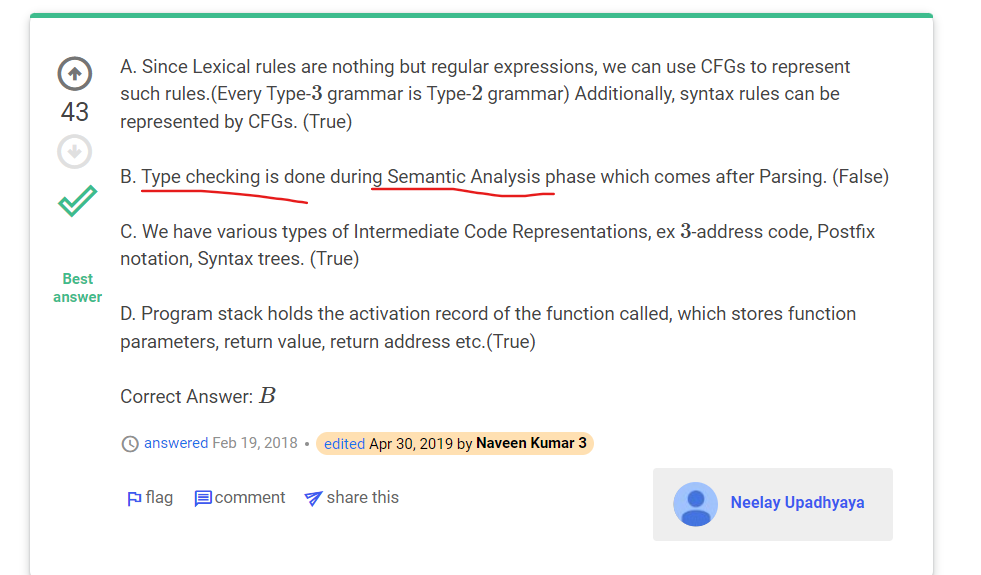 A. Since Lexical rules are nothing but regular expressions, we can use CFGs to represent
such rules.(Every Type-3 grammar is Type-2 grammar) Additionally, syntax rules can be
43
represented by CFGs. (True)
B. Type checking is done during Semantic Analysis phase which comes after Parsing. (False)
C. We have various types of Intermediate Code Representations, ex 3-address code, Postfix
notation, Syntax trees. (True)
Best
answer
D. Program stack holds the activation record of the function called, which stores function
parameters, return value, return address etc.(True)
Correct Answer: B
answered Feb 19, 2018 • edited Apr 30, 2019 by Naveen Kumar 3
flag comment share this
Neelay Upadhyaya